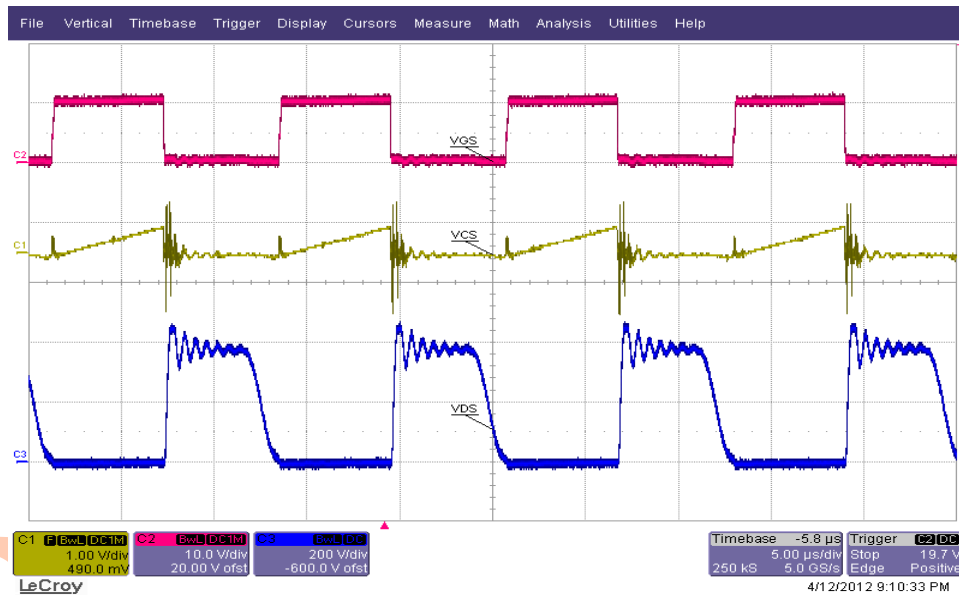 File Vertical Timebase Trigger Display Cursors Measure Math Analysis Utilities Help
VGS
C2
VCS
C1
VDS
C3
C1 F BwL DC1M C2 BwL DC1M C3 BwL DC Timebase -5.8 µs Trigger C2 DC
1.00 V/div 10.0 V/div 200 V/div 5.00 µs/div Stop 19.7 V
490.0 mV 20.00 V ofst -600.0 V ofst 250 kS 5.0 GS/s Edge Positive
LeCroy 4/12/2012 9:10:33 PM